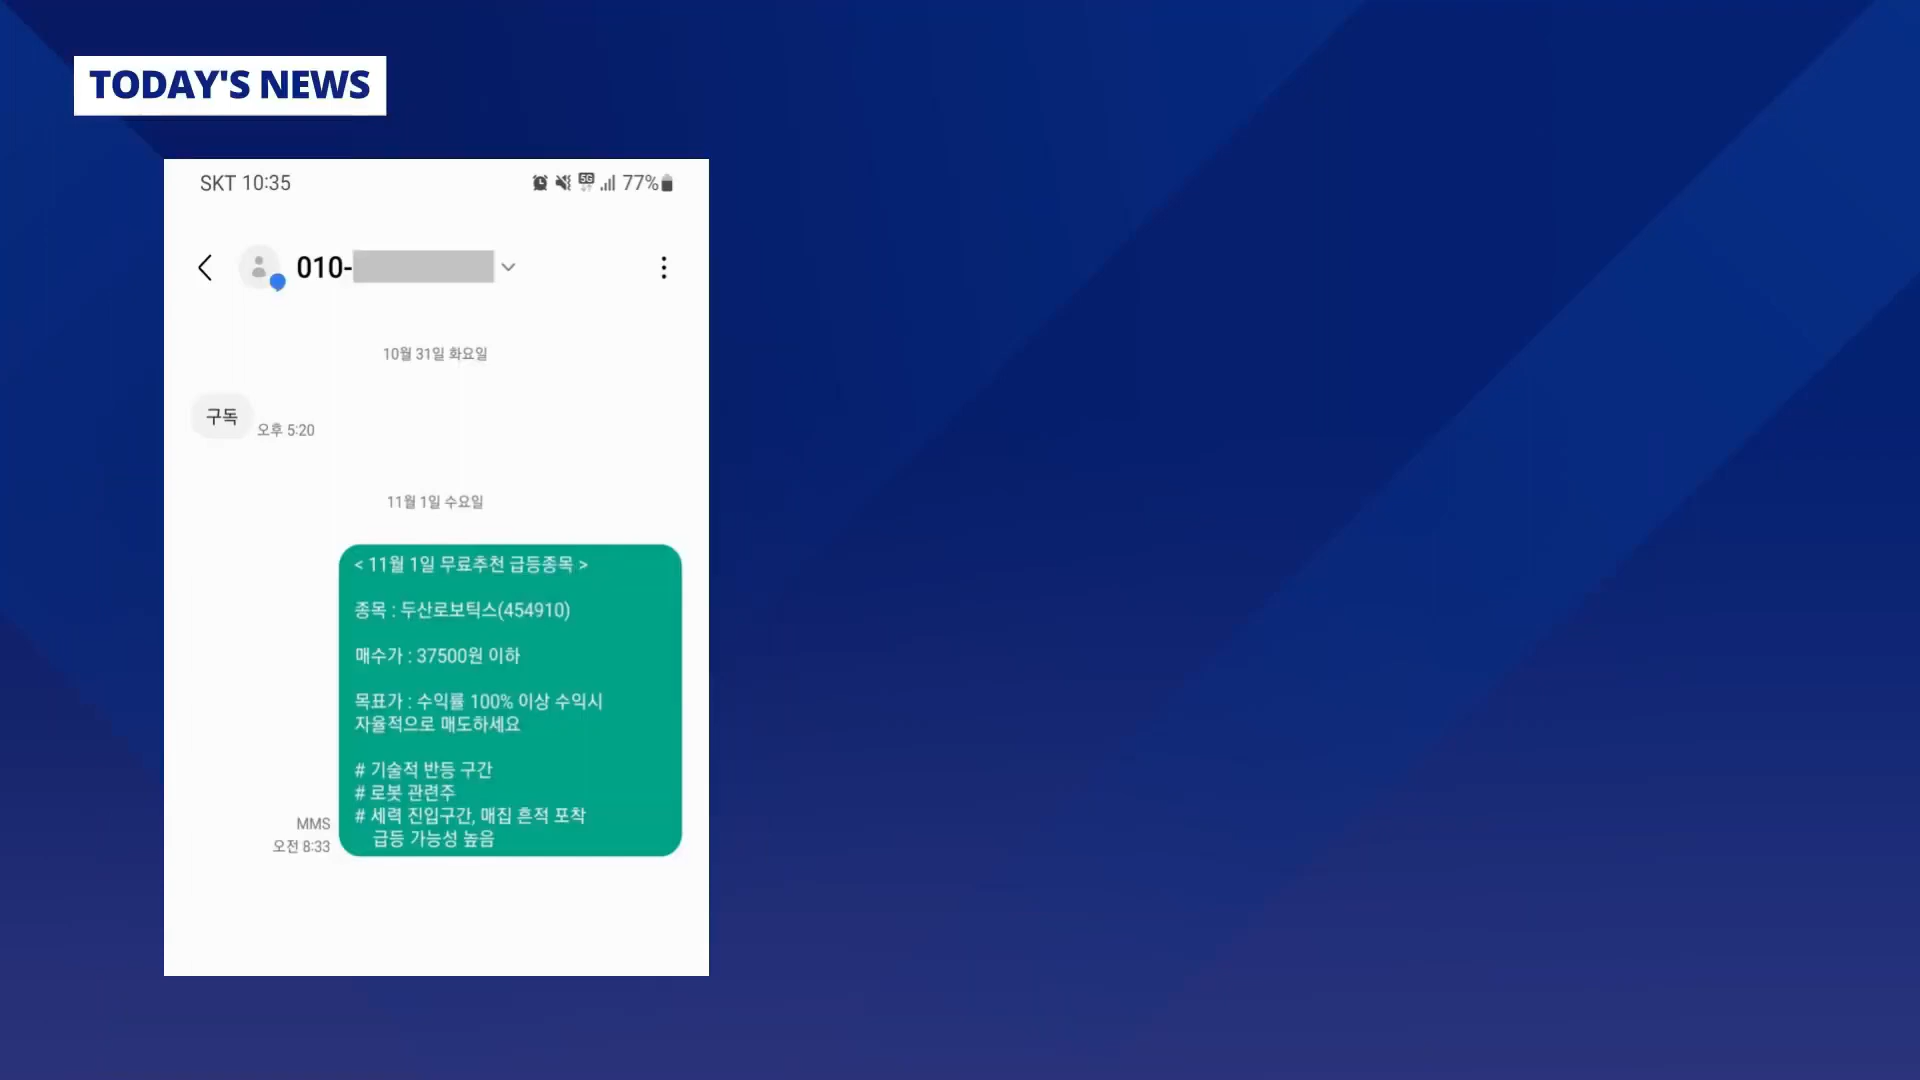 TODAY'S NEWS
SKT 10:35
5G
77%
010-
10월 31일 화요일
구독
오후 5:20
11월 1일 수요일
< 11월 1일 무료추천 급등종목 >
종목 : 두산로보틱스(454910)
매수가 : 37500원 이하
목표가 : 수익률 100% 이상 수익시
자율적으로 매도하세요
# 기술적 반등 구간
# 로봇 관련주
# 세력 진입구간, 매집 흔적 포착
급등 가능성 높음
MMS
오전 8:33